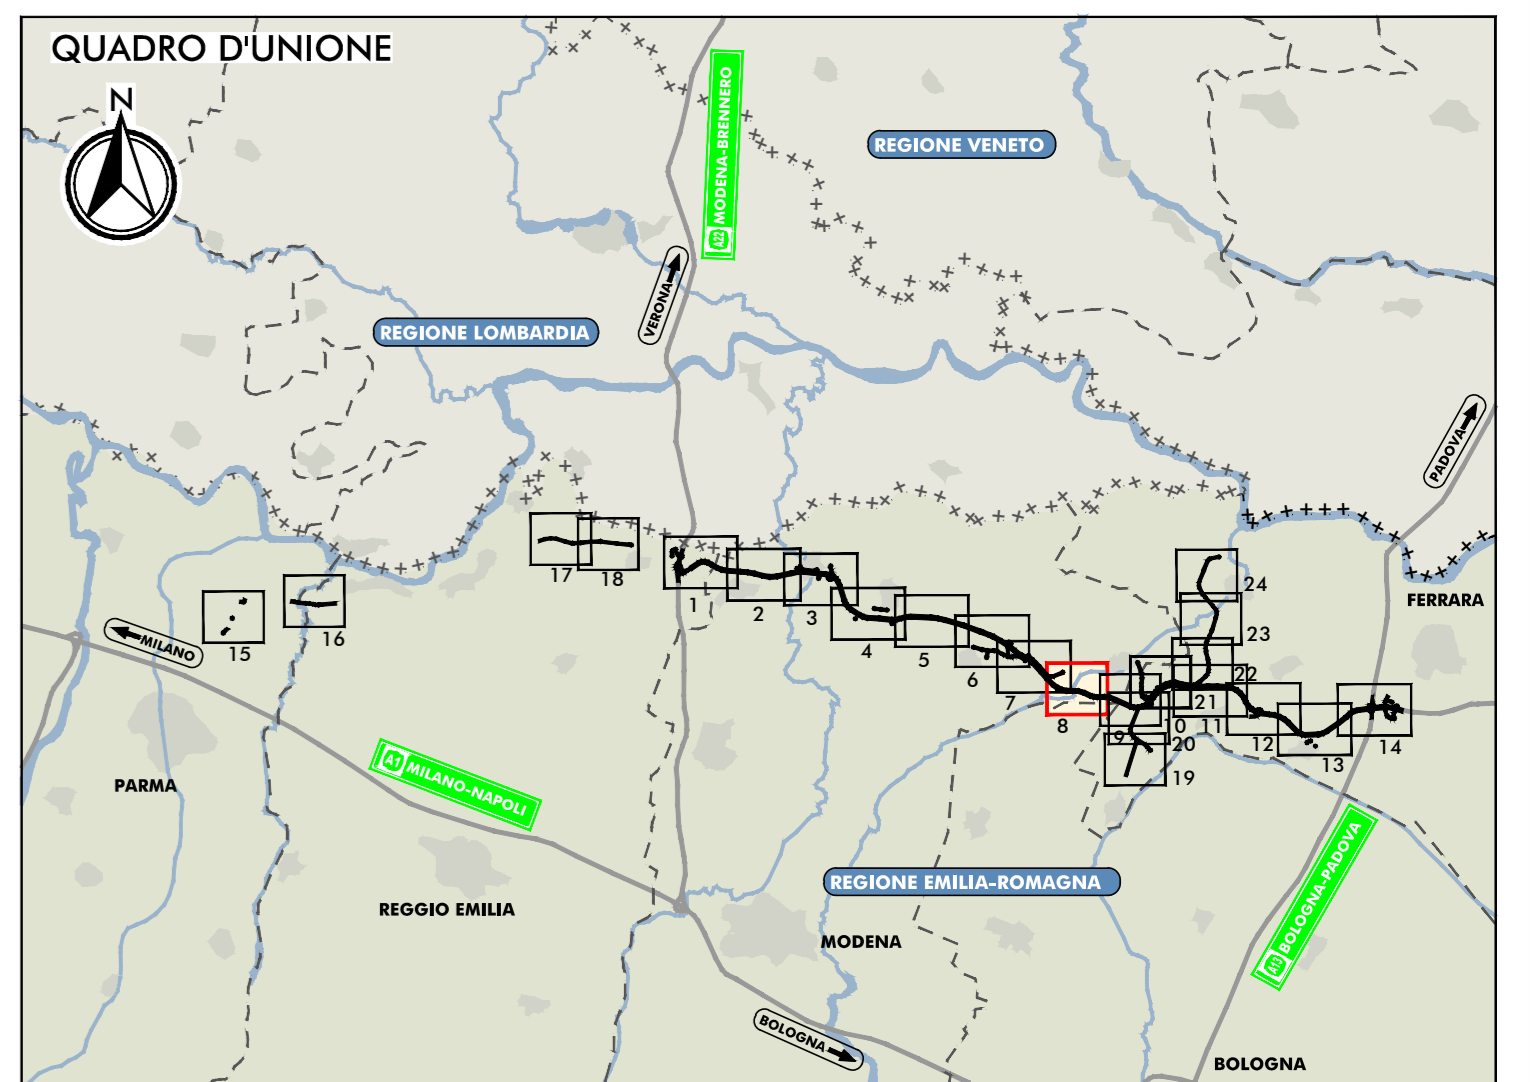 QUADRO D'UNIONE
N
A22 MODENA-BRENNERO
REGIONE VENETO
VERONA
REGIONE LOMBARDIA
PADOVA
17
18
1
2
3
4
5
6
7
8
9
10
11
12
13
14
15
16
19
20
21
22
23
24
FERRARA
MILANO
PARMA
A1 MILANO-NAPOLI
REGIONE EMILIA-ROMAGNA
A13 BOLOGNA-PADOVA
REGGIO EMILIA
MODENA
BOLOGNA
BOLOGNA